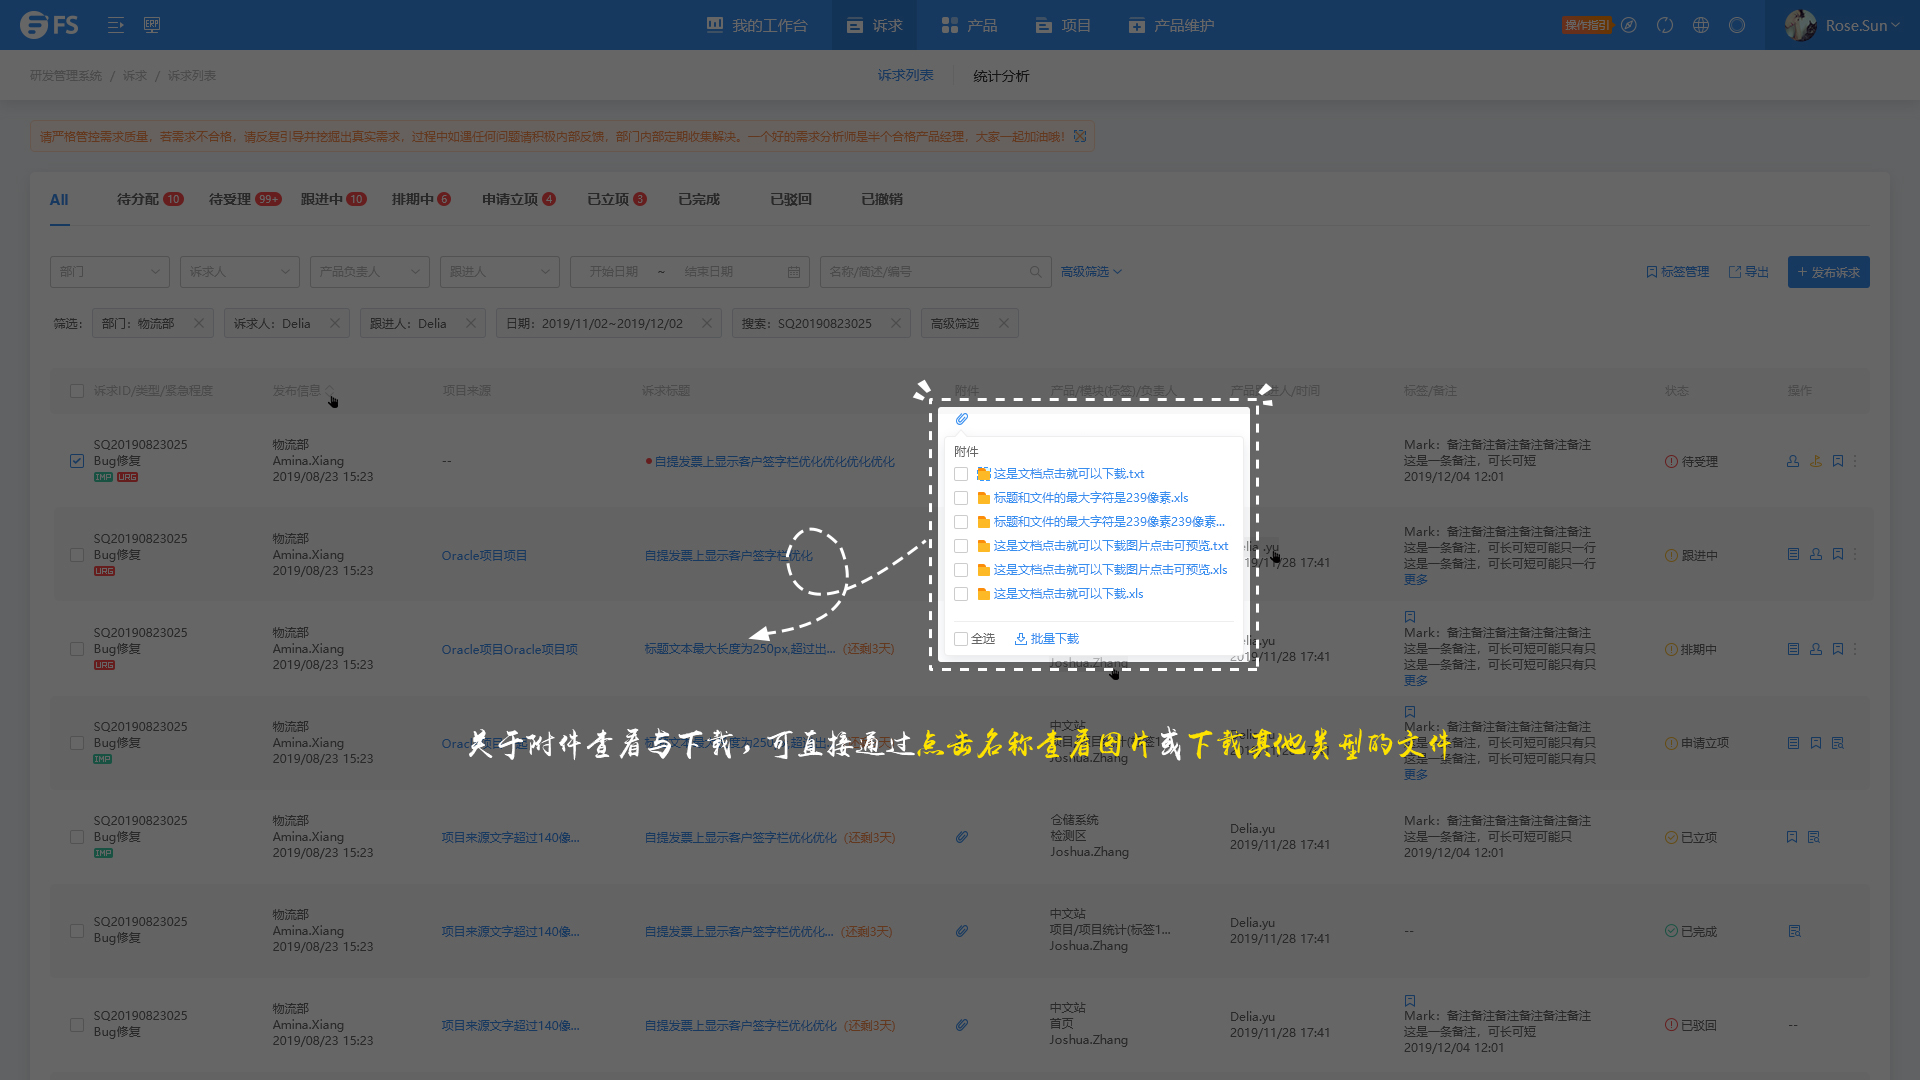 FS
ERP
我的工作台
诉求
产品
项目
产品维护
操作指引
Rose.Sun
研发管理系统 / 诉求 / 诉求列表
诉求列表
统计分析
请严格管控需求质量，若需求不合格，请反复引导并挖掘出真实需求，过程中如遇任何问题请积极内部反馈，部门内部定期收集解决。一个好的需求分析师是半个合格产品经理，大家一起加油哦！
All
待分配 10
待受理 99+
跟进中 10
排期中 6
申请立项 4
已立项 3
已完成
已驳回
已撤销
部门
诉求人
产品负责人
跟进人
开始日期 ~ 结束日期
名称/简述/编号
高级筛选
标签管理
导出
+ 发布诉求
筛选：
部门：物流部
诉求人：Delia
跟进人：Delia
日期：2019/11/02~2019/12/02
搜索：SQ20190823025
高级筛选
诉求ID/类型/紧急程度
发布信息
项目来源
诉求标题
附件
产品/模块(标签)/负责人
人/时间
标签/备注
状态
操作
SQ20190823025
Bug修复
IMP URG
物流部
Amina.Xiang
2019/08/23 15:23
--
自提发票上显示客户签字栏优化优化优化优化
Mark：备注备注备注备注备注备注
这是一条备注，可长可短
2019/12/04 12:01
待受理
附件
这是文档点击就可以下载.txt
标题和文件的最大字符是239像素.xls
标题和文件的最大字符是239像素239像素...
这是文档点击就可以下载图片点击可预览.txt
这是文档点击就可以下载图片点击可预览.xls
这是文档点击就可以下载.xls
全选
批量下载
SQ20190823025
Bug修复
URG
物流部
Amina.Xiang
2019/08/23 15:23
Oracle项目项目
自提发票上显示客户签字栏优化
.yu
28 17:41
Mark：备注备注备注备注备注备注
这是一条备注，可长可短可能只一行
更多
跟进中
SQ20190823025
Bug修复
URG
物流部
Amina.Xiang
2019/08/23 15:23
Oracle项目Oracle项目项
标题文本最大长度为250px,超过出... (还剩3天)
Joshua.Zhang
.yu
2019/11/28 17:41
Mark：备注备注备注备注备注备注
这是一条备注，可长可短可能只有只
这是一条备注，可长可短可能只有只
更多
排期中
SQ20190823025
Bug修复
IMP
物流部
Amina.Xiang
2019/08/23 15:23
中文站
Joshua.Zhang
Mark：备注备注备注备注备注备注
这是一条备注，可长可短可能只有只
更多
申请立项
关于附件查看与下载，可直接通过点击名称查看图片或下载其他类型的文件
SQ20190823025
Bug修复
IMP
物流部
Amina.Xiang
2019/08/23 15:23
项目来源文字超过140像...
自提发票上显示客户签字栏优化优化 (还剩3天)
仓储系统
检测区
Joshua.Zhang
Delia.yu
2019/11/28 17:41
Mark：备注备注备注备注备注备注
这是一条备注，可长可短可能只
2019/12/04 12:01
已立项
SQ20190823025
Bug修复
物流部
Amina.Xiang
2019/08/23 15:23
项目来源文字超过140像...
自提发票上显示客户签字栏优化优化... (还剩3天)
中文站
项目/项目统计(标签1...
Joshua.Zhang
Delia.yu
2019/11/28 17:41
--
已完成
SQ20190823025
Bug修复
物流部
Amina.Xiang
2019/08/23 15:23
项目来源文字超过140像...
自提发票上显示客户签字栏优化优化 (还剩3天)
中文站
首页
Joshua.Zhang
Delia.yu
2019/11/28 17:41
Mark：备注备注备注备注备注备注
这是一条备注，可长可短
2019/12/04 12:01
已驳回
--